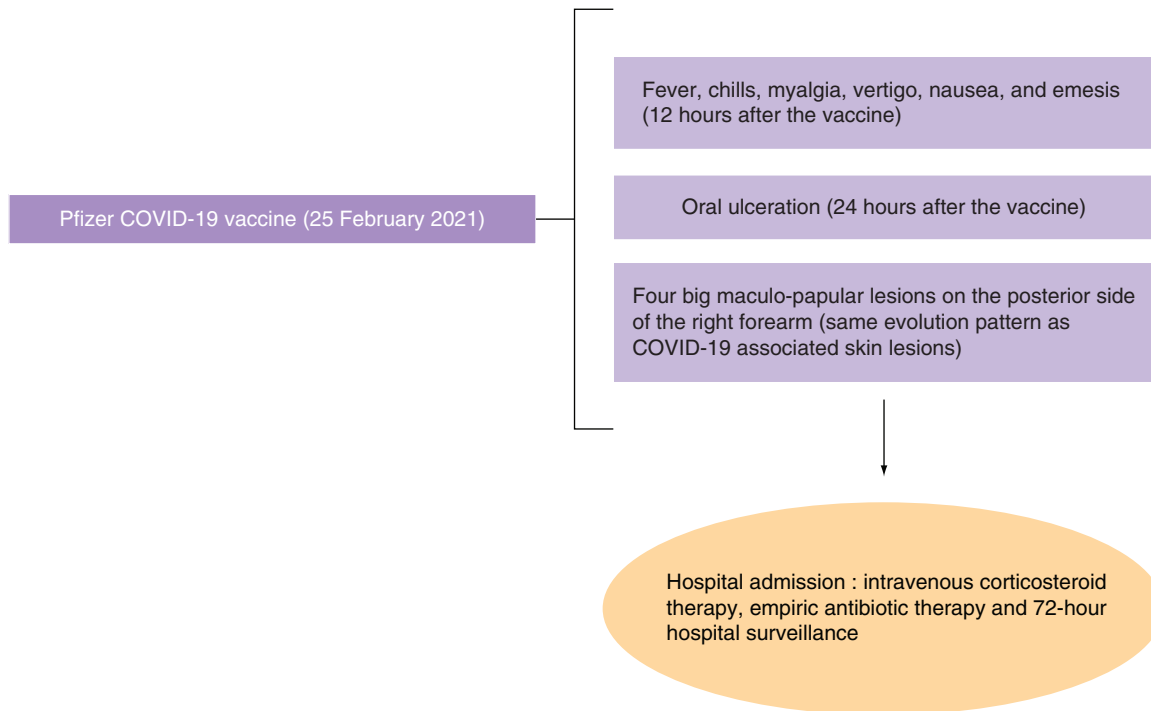 Fever, chills, myalgia, vertigo, nausea, and emesis
(12 hours after the vaccine)
Pfizer COVID-19 vaccine (25 February 2021)
Oral ulceration (24 hours after the vaccine)
Four big maculo-papular lesions on the posterior side
of the right forearm (same evolution pattern as
COVID-19 associated skin lesions)
Hospital admission : intravenous corticosteroid
therapy, empiric antibiotic therapy and 72-hour
hospital surveillance